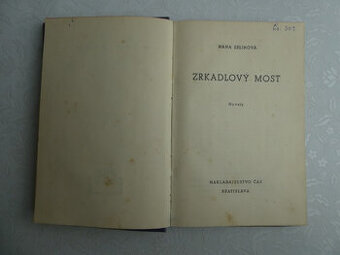 HANA ZELINOVÁ
ZRKADLOVÝ MOST
Novely
NAKLADATEĽSTVO ČAS
BRATISLAVA